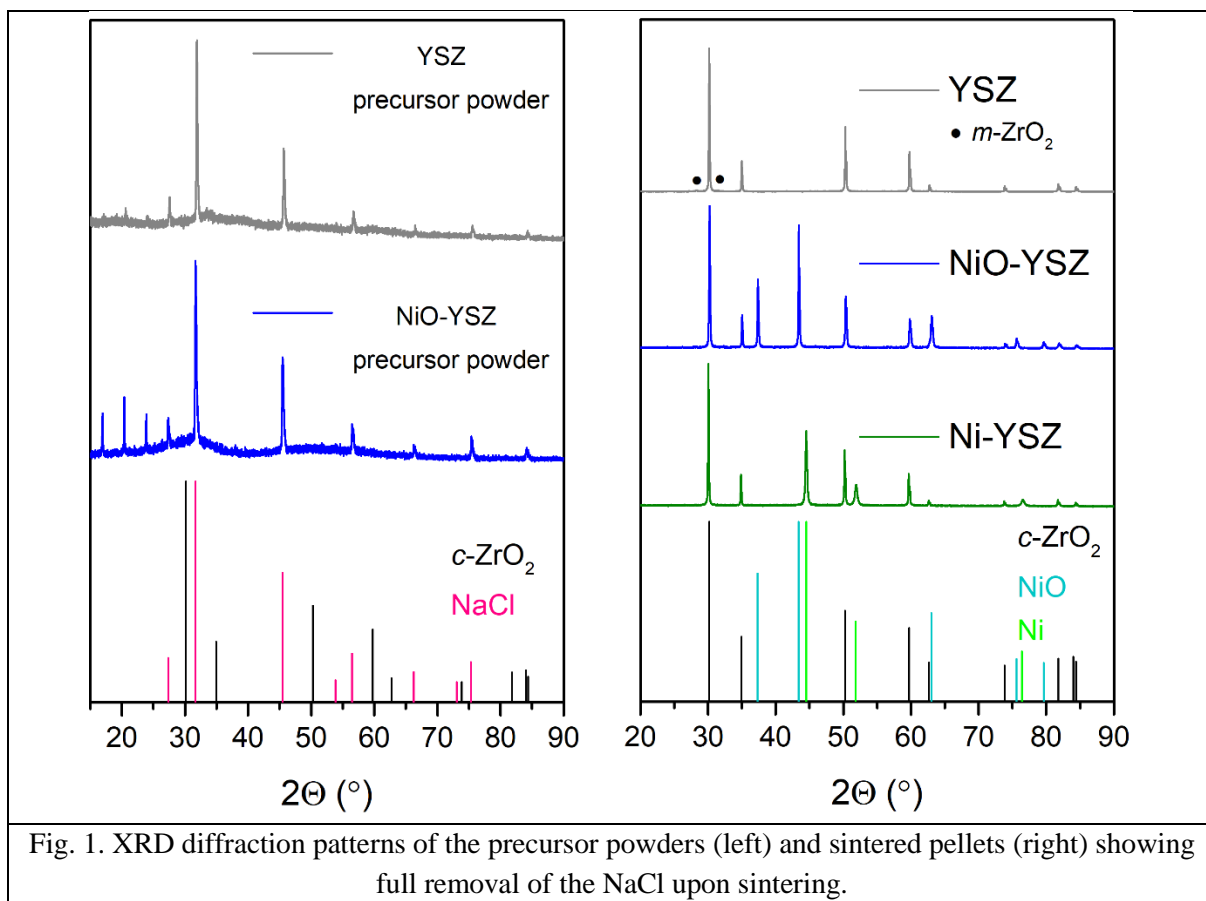 YSZ
precursor powder
NiO-YSZ
precursor powder
c-ZrO₂
NaCl
20 30 40 50 60 70 80 90
2Θ (°)
YSZ
• m-ZrO₂
NiO-YSZ
Ni-YSZ
c-ZrO₂
NiO
Ni
20 30 40 50 60 70 80 90
2Θ (°)
Fig. 1. XRD diffraction patterns of the precursor powders (left) and sintered pellets (right) showing
full removal of the NaCl upon sintering.